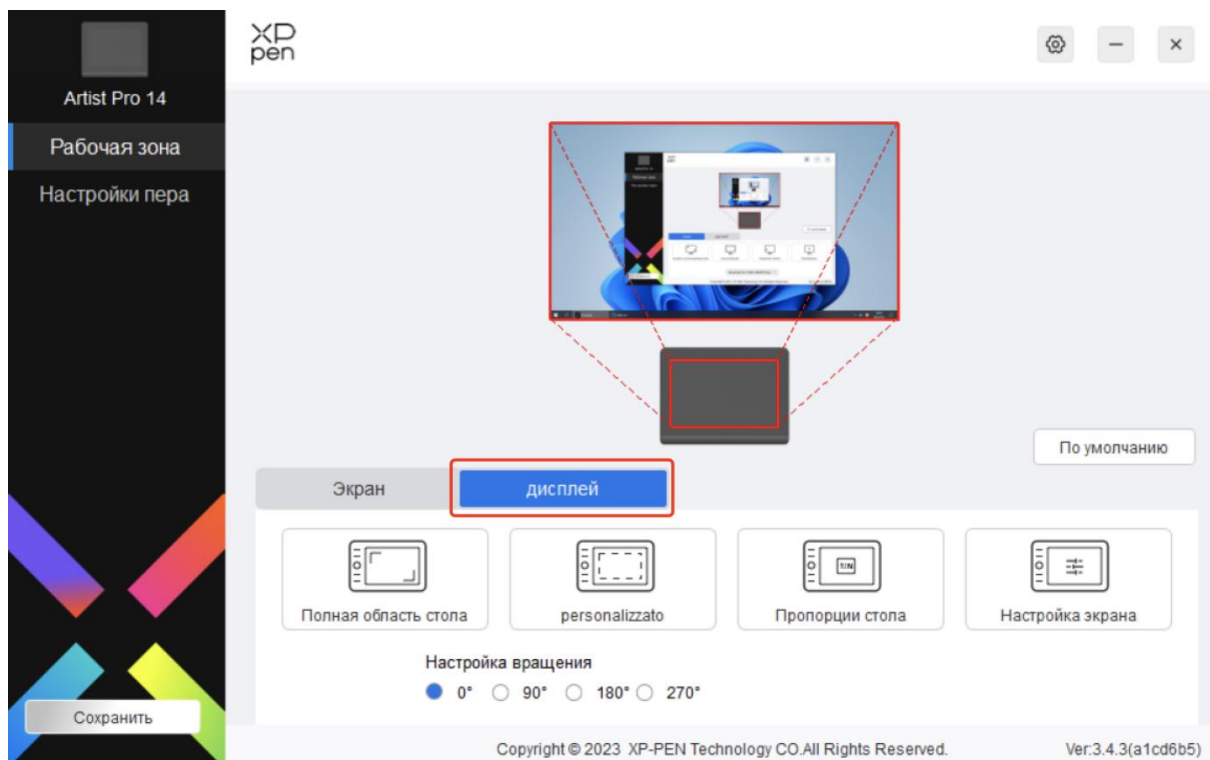 XP
pen
Artist Pro 14
Рабочая зона
Настройки пера
По умолчанию
Экран
дисплей
Полная область стола
personalizzato
1:N
Пропорции стола
Настройка экрана
Настройка вращения
0° 90° 180° 270°
Сохранить
Copyright © 2023 XP-PEN Technology CO.All Rights Reserved.
Ver:3.4.3(a1cd6b5)